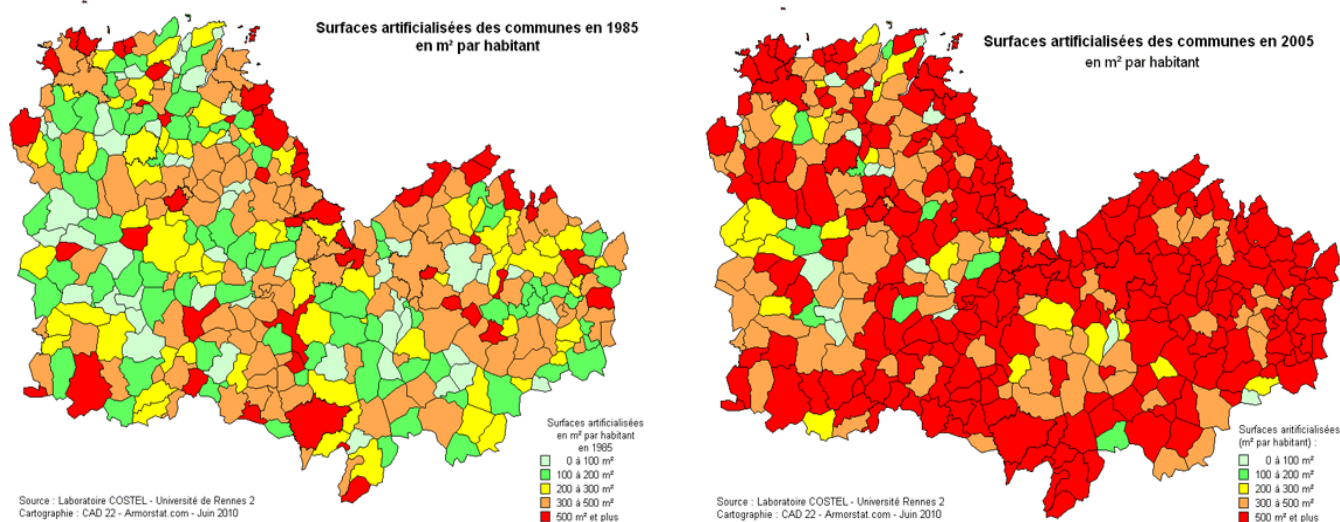 Surfaces artificialisées des communes en 1985
en m² par habitant
Surfaces artificialisées
en m² par habitant
en 1985
0 à 100 m²
100 à 200 m²
200 à 300 m²
300 à 500 m²
500 m² et plus
Source : Laboratoire COSTEL - Université de Rennes 2
Cartographie : CAD 22 - Armorstat.com - Juin 2010
Surfaces artificialisées des communes en 2005
en m² par habitant
Surfaces artificialisées
(m² par habitant) :
0 à 100 m²
100 à 200 m²
200 à 300 m²
300 à 500 m²
500 m² et plus
Source : Laboratoire COSTEL - Université Rennes 2
Cartographie : CAD 22 - Armorstat.com - Juin 2010